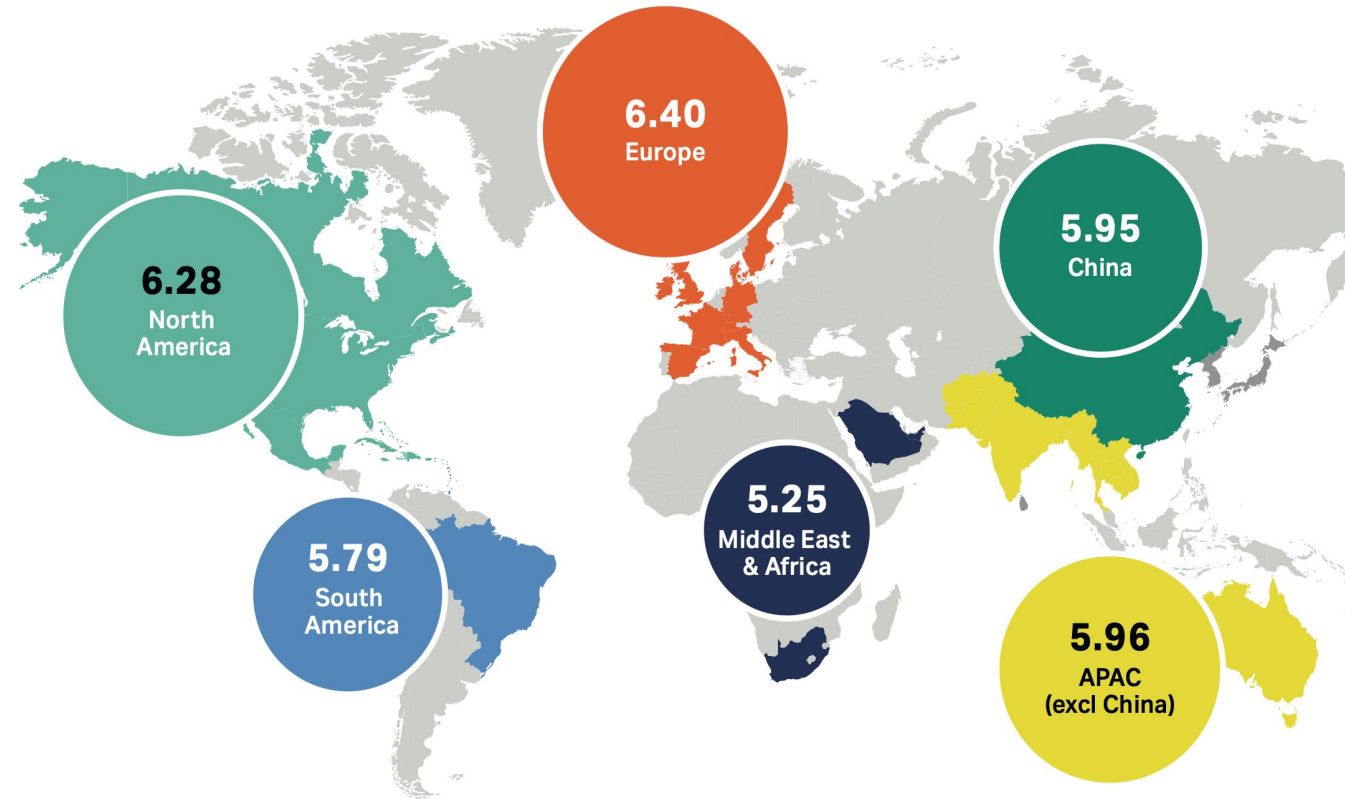 6.40
Europe
5.95
China
6.28
North
America
5.25
Middle East
& Africa
5.79
South
America
5.96
APAC
(excl China)